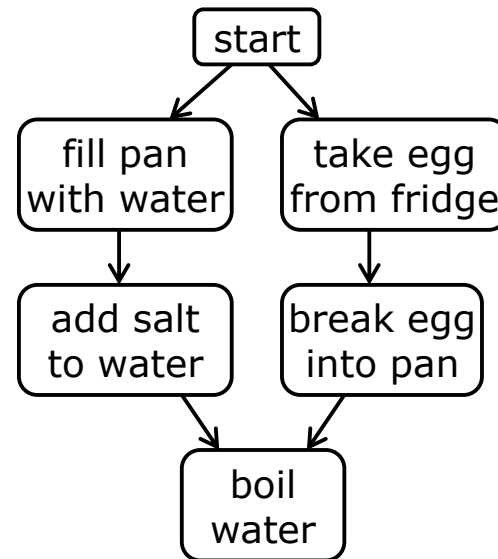 start
fill pan
with water
take egg
from fridge
add salt
to water
break egg
into pan
boil
water